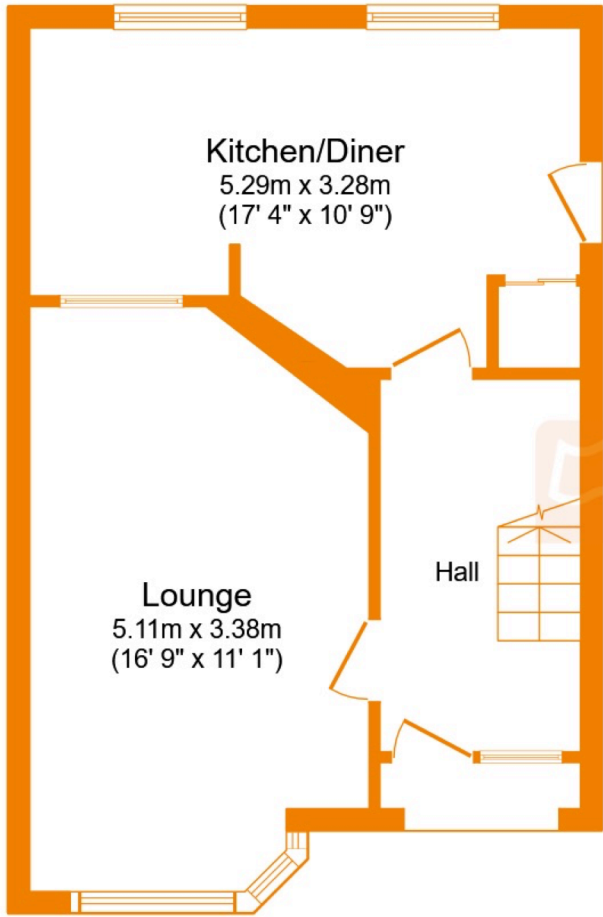 Kitchen/Diner
5.29m x 3.28m
(17' 4" x 10' 9")
Hall
Lounge
5.11m x 3.38m
(16' 9" x 11' 1")